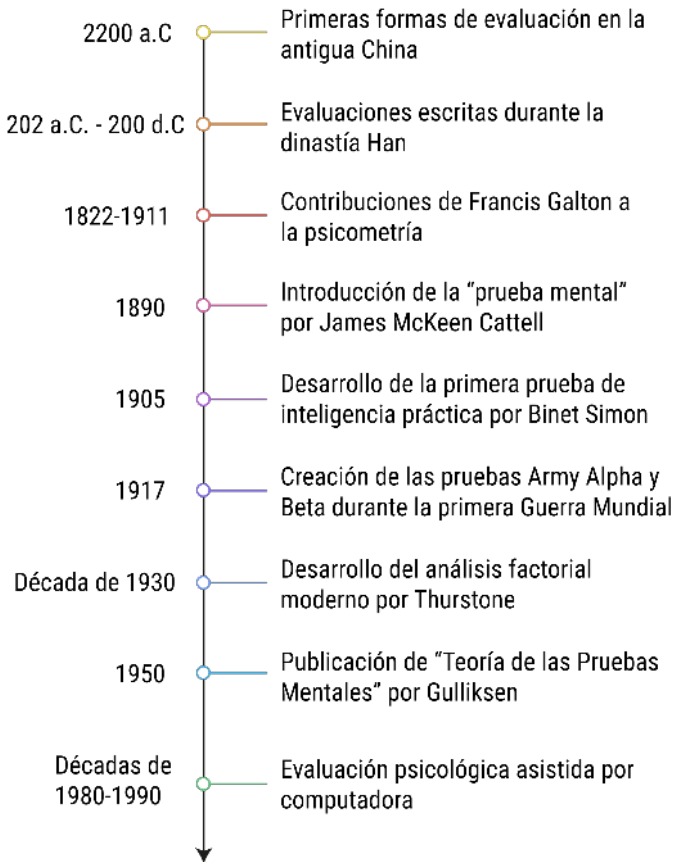 2200 a.C
Primeras formas de evaluación en la
antigua China
202 a.C. - 200 d.C
Evaluaciones escritas durante la
dinastía Han
1822-1911
Contribuciones de Francis Galton a
la psicometría
1890
Introducción de la “prueba mental”
por James McKeen Cattell
1905
Desarrollo de la primera prueba de
inteligencia práctica por Binet Simon
1917
Creación de las pruebas Army Alpha y
Beta durante la primera Guerra Mundial
Década de 1930
Desarrollo del análisis factorial
moderno por Thurstone
1950
Publicación de “Teoría de las Pruebas
Mentales” por Gulliksen
Décadas de
1980-1990
Evaluación psicológica asistida por
computadora